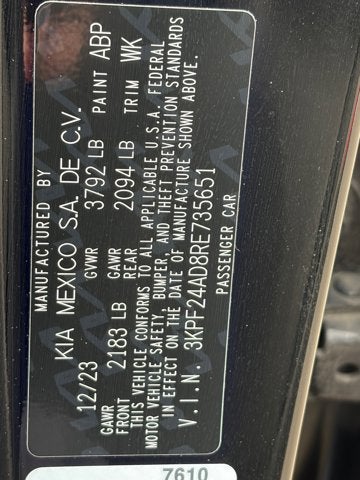 MANUFACTURED BY
KIA MEXICO S.A. DE C.V.
12/23 GVWR 3792 LB PAINT ABP
GAWR FRONT 2183 LB GAWR REAR 2094 LB TRIM WK
THIS VEHICLE CONFORMS TO ALL APPLICABLE U.S.A. FEDERAL
MOTOR VEHICLE SAFETY, BUMPER, AND THEFT PREVENTION STANDARDS
IN EFFECT ON THE DATE OF MANUFACTURE SHOWN ABOVE.
V.I.N. 3KPF24AD8RE735651
PASSENGER CAR
7610